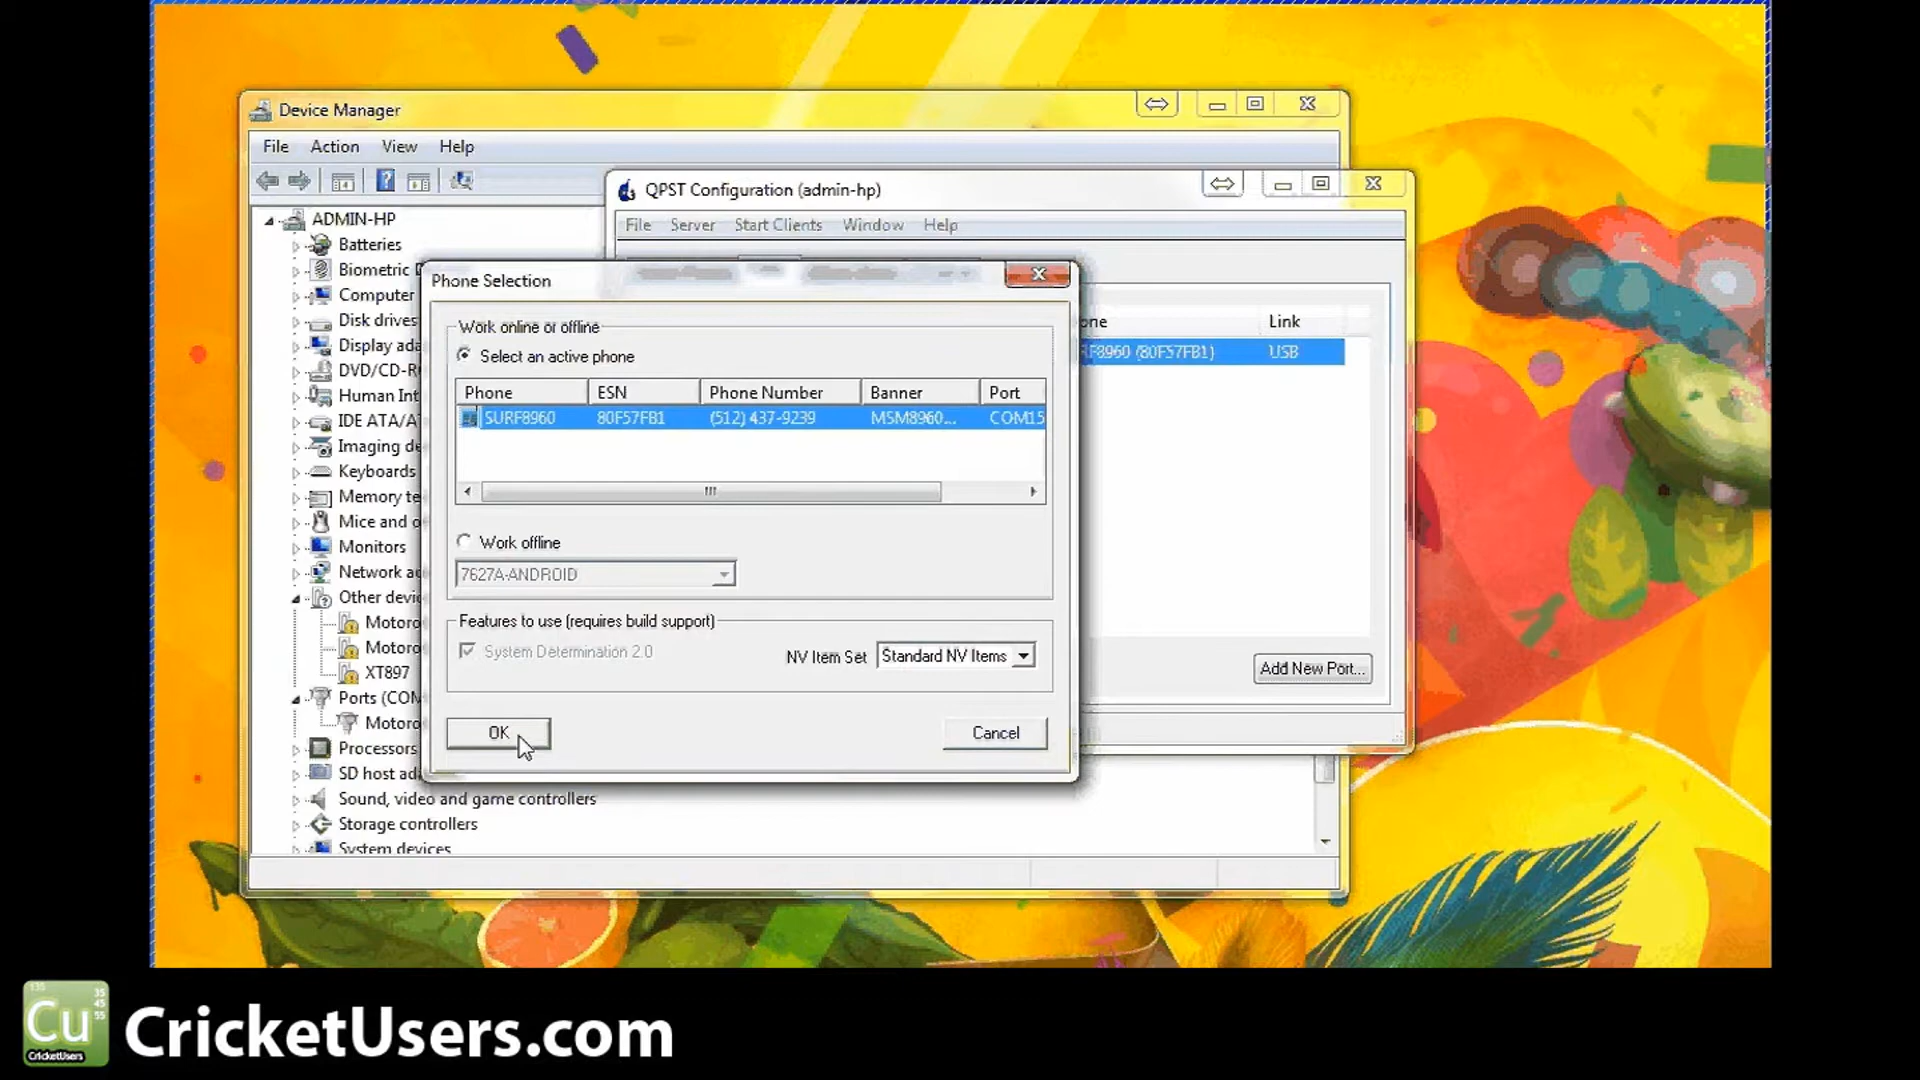 Device Manager
File Action View Help
ADMIN-HP
Batteries
Biometric
Computer
Disk drives
Display ada
DVD/CD-R
Human Int
IDE ATA/A
Imaging de
Keyboards
Memory te
Mice and o
Monitors
Network a
Other devi
Motoro
Motoro
XT897
Ports (COM
Motoro
Processors
SD host ad
Sound, video and game controllers
Storage controllers
System devices
QPST Configuration (admin-hp)
File Server Start Clients Window Help
one Link
RF8960 (80F57FB1) USB
Add New Port...
Phone Selection
Work online or offline
Select an active phone
Phone ESN Phone Number Banner Port
SURF8960 80F57FB1 (512) 437-9239 MSM8960... COM15
Work offline
7627A-ANDROID
Features to use (requires build support)
System Determination 2.0
NV Item Set Standard NV Items
OK Cancel
Cu
35
45
55
CricketUsers
CricketUsers.com